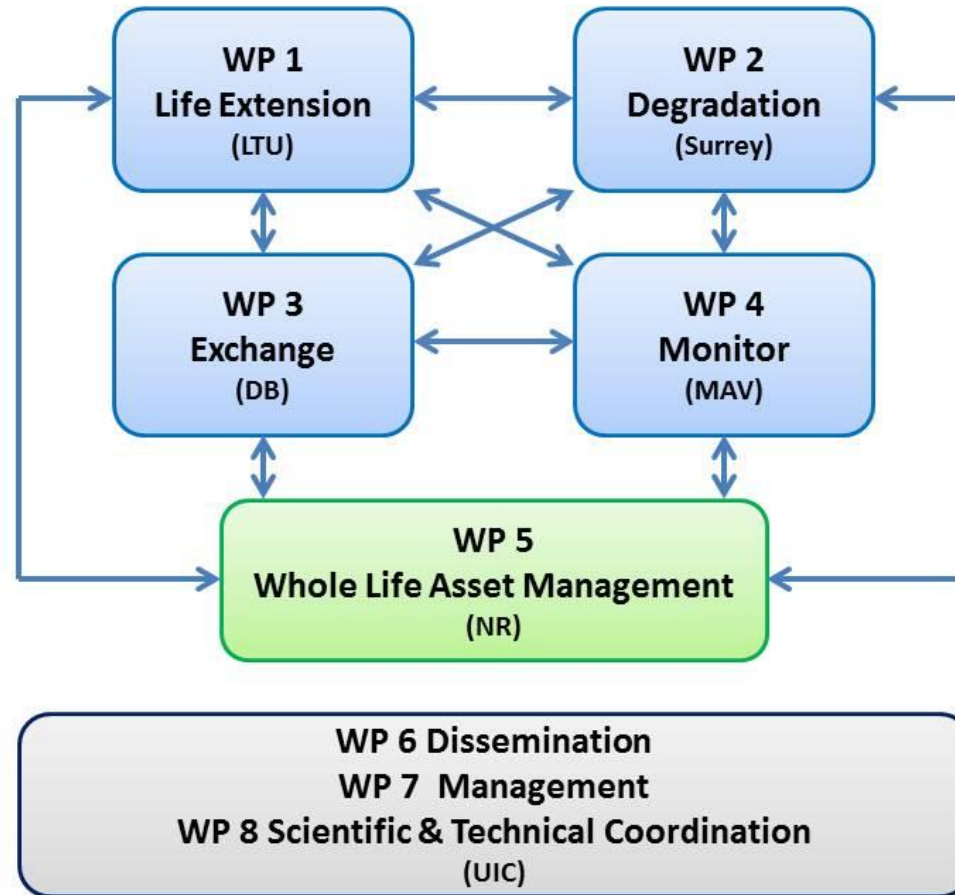 WP 1
Life Extension
(LTU)
WP 2
Degradation
(Surrey)
WP 3
Exchange
(DB)
WP 4
Monitor
(MAV)
WP 5
Whole Life Asset Management
(NR)
WP 6 Dissemination
WP 7 Management
WP 8 Scientific & Technical Coordination
(UIC)